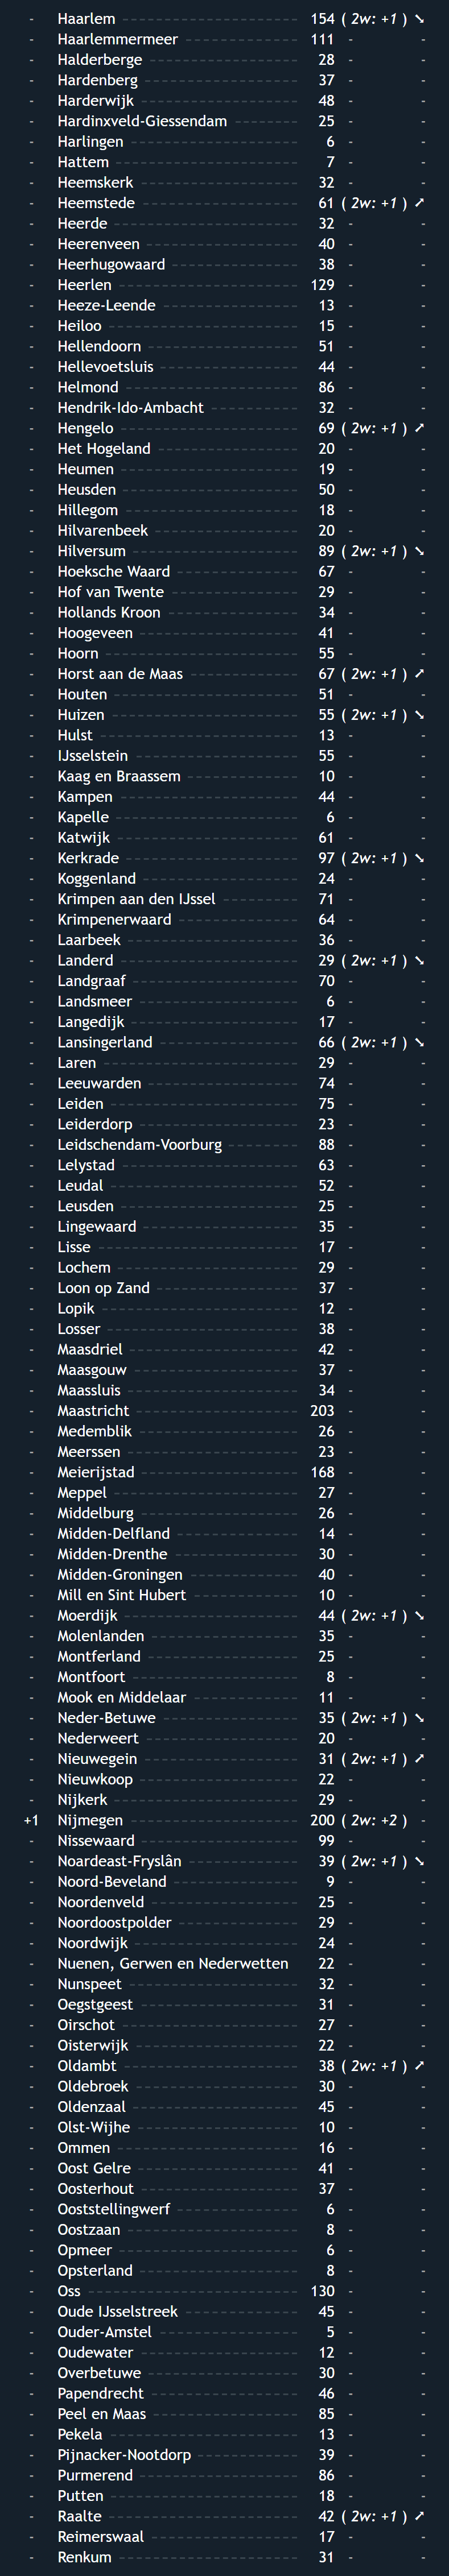 - Haarlem 154 ( 2w: +1 ) ➘
- Haarlemmermeer 111 - -
- Halderberge 28 - -
- Hardenberg 37 - -
- Harderwijk 48 - -
- Hardinxveld-Giessendam 25 - -
- Harlingen 6 - -
- Hattem 7 - -
- Heemskerk 32 - -
- Heemstede 61 ( 2w: +1 ) ➚
- Heerde 32 - -
- Heerenveen 40 - -
- Heerhugowaard 38 - -
- Heerlen 129 - -
- Heeze-Leende 13 - -
- Heiloo 15 - -
- Hellendoorn 51 - -
- Hellevoetsluis 44 - -
- Helmond 86 - -
- Hendrik-Ido-Ambacht 32 - -
- Hengelo 69 ( 2w: +1 ) ➚
- Het Hogeland 20 - -
- Heumen 19 - -
- Heusden 50 - -
- Hillegom 18 - -
- Hilvarenbeek 20 - -
- Hilversum 89 ( 2w: +1 ) ➘
- Hoeksche Waard 67 - -
- Hof van Twente 29 - -
- Hollands Kroon 34 - -
- Hoogeveen 41 - -
- Hoorn 55 - -
- Horst aan de Maas 67 ( 2w: +1 ) ➚
- Houten 51 - -
- Huizen 55 ( 2w: +1 ) ➘
- Hulst 13 - -
- IJsselstein 55 - -
- Kaag en Braassem 10 - -
- Kampen 44 - -
- Kapelle 6 - -
- Katwijk 61 - -
- Kerkrade 97 ( 2w: +1 ) ➘
- Koggenland 24 - -
- Krimpen aan den IJssel 71 - -
- Krimpenerwaard 64 - -
- Laarbeek 36 - -
- Landerd 29 ( 2w: +1 ) ➘
- Landgraaf 70 - -
- Landsmeer 6 - -
- Langedijk 17 - -
- Lansingerland 66 ( 2w: +1 ) ➘
- Laren 29 - -
- Leeuwarden 74 - -
- Leiden 75 - -
- Leiderdorp 23 - -
- Leidschendam-Voorburg 88 - -
- Lelystad 63 - -
- Leudal 52 - -
- Leusden 25 - -
- Lingewaard 35 - -
- Lisse 17 - -
- Lochem 29 - -
- Loon op Zand 37 - -
- Lopik 12 - -
- Losser 38 - -
- Maasdriel 42 - -
- Maasgouw 37 - -
- Maassluis 34 - -
- Maastricht 203 - -
- Medemblik 26 - -
- Meerssen 23 - -
- Meierijstad 168 - -
- Meppel 27 - -
- Middelburg 26 - -
- Midden-Delfland 14 - -
- Midden-Drenthe 30 - -
- Midden-Groningen 40 - -
- Mill en Sint Hubert 10 - -
- Moerdijk 44 ( 2w: +1 ) ➘
- Molenlanden 35 - -
- Montferland 25 - -
- Montfoort 8 - -
- Mook en Middelaar 11 - -
- Neder-Betuwe 35 ( 2w: +1 ) ➘
- Nederweert 20 - -
- Nieuwegein 31 ( 2w: +1 ) ➚
- Nieuwkoop 22 - -
- Nijkerk 29 - -
+1 Nijmegen 200 ( 2w: +2 ) -
- Nissewaard 99 - -
- Noardeast-Fryslân 39 ( 2w: +1 ) ➘
- Noord-Beveland 9 - -
- Noordenveld 25 - -
- Noordoostpolder 29 - -
- Noordwijk 24 - -
- Nuenen, Gerwen en Nederwetten 22 - -
- Nunspeet 32 - -
- Oegstgeest 31 - -
- Oirschot 27 - -
- Oisterwijk 22 - -
- Oldambt 38 ( 2w: +1 ) ➚
- Oldebroek 30 - -
- Oldenzaal 45 - -
- Olst-Wijhe 10 - -
- Ommen 16 - -
- Oost Gelre 41 - -
- Oosterhout 37 - -
- Ooststellingwerf 6 - -
- Oostzaan 8 - -
- Opmeer 6 - -
- Opsterland 8 - -
- Oss 130 - -
- Oude IJsselstreek 45 - -
- Ouder-Amstel 5 - -
- Oudewater 12 - -
- Overbetuwe 30 - -
- Papendrecht 46 - -
- Peel en Maas 85 - -
- Pekela 13 - -
- Pijnacker-Nootdorp 39 - -
- Purmerend 86 - -
- Putten 18 - -
- Raalte 42 ( 2w: +1 ) ➚
- Reimerswaal 17 - -
- Renkum 31 - -